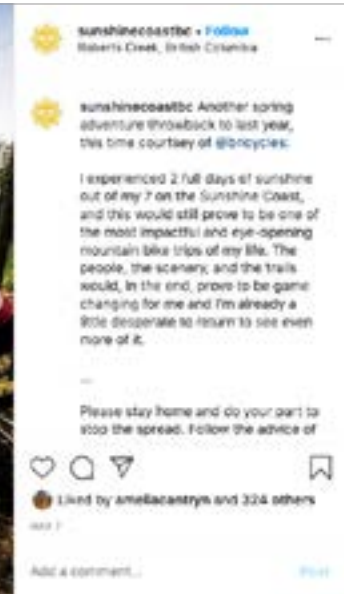 sunshinecoastbc • Follow
Roberts Creek, British Columbia
sunshinecoastbc Another spring
adventure throwback to last year,
this time courtesy of @bncycles:
I experienced 2 full days of sunshine
out of my 7 on the Sunshine Coast,
and this would still prove to be one of
the most impactful and eye-opening
mountain bike trips of my life. The
people, the scenery, and the trails
would, in the end, prove to be game
changing for me and I'm already a
little desperate to return to see even
more of it.
...
Please stay home and do your part to
stop the spread. Follow the advice of
Liked by ameliacantryn and 324 others
MAY 7
Add a comment...
Post